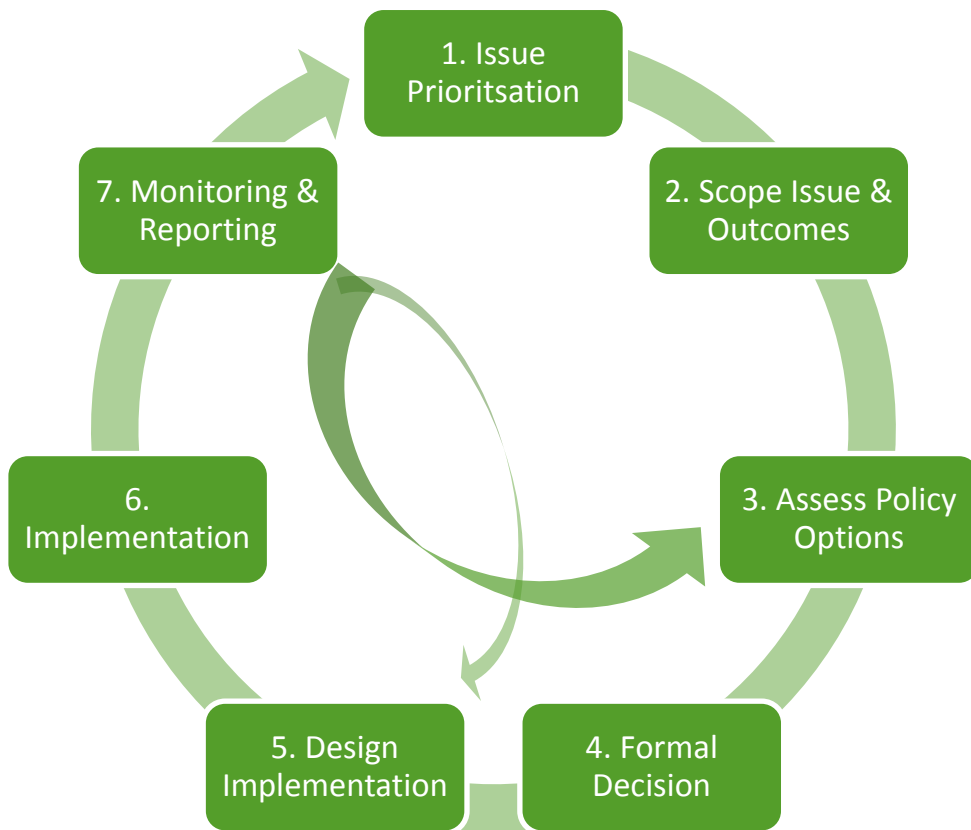 1. Issue
Prioritsation
2. Scope Issue &
Outcomes
3. Assess Policy
Options
4. Formal
Decision
5. Design
Implementation
6.
Implementation
7. Monitoring &
Reporting